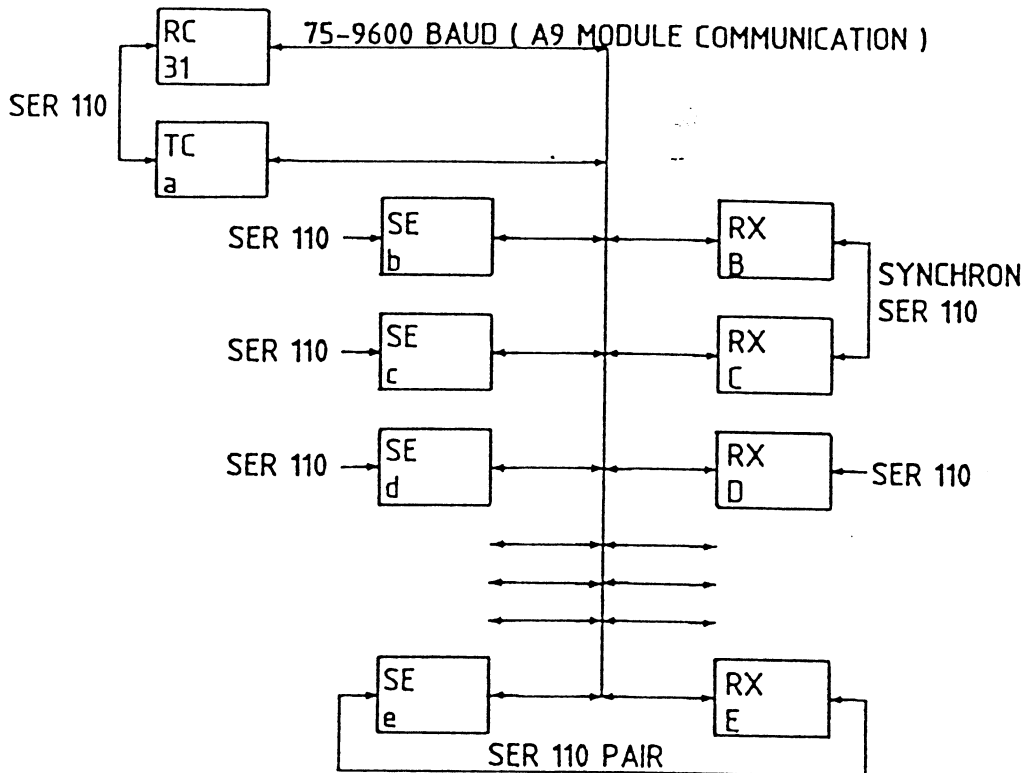 RC
31
75-9600 BAUD ( A9 MODULE COMMUNICATION )
SER 110
TC
a
SER 110
SE
b
RX
B
SYNCHRON
SER 110
SER 110
SE
c
RX
C
SER 110
SE
d
RX
D
SER 110
SE
e
RX
E
SER 110 PAIR